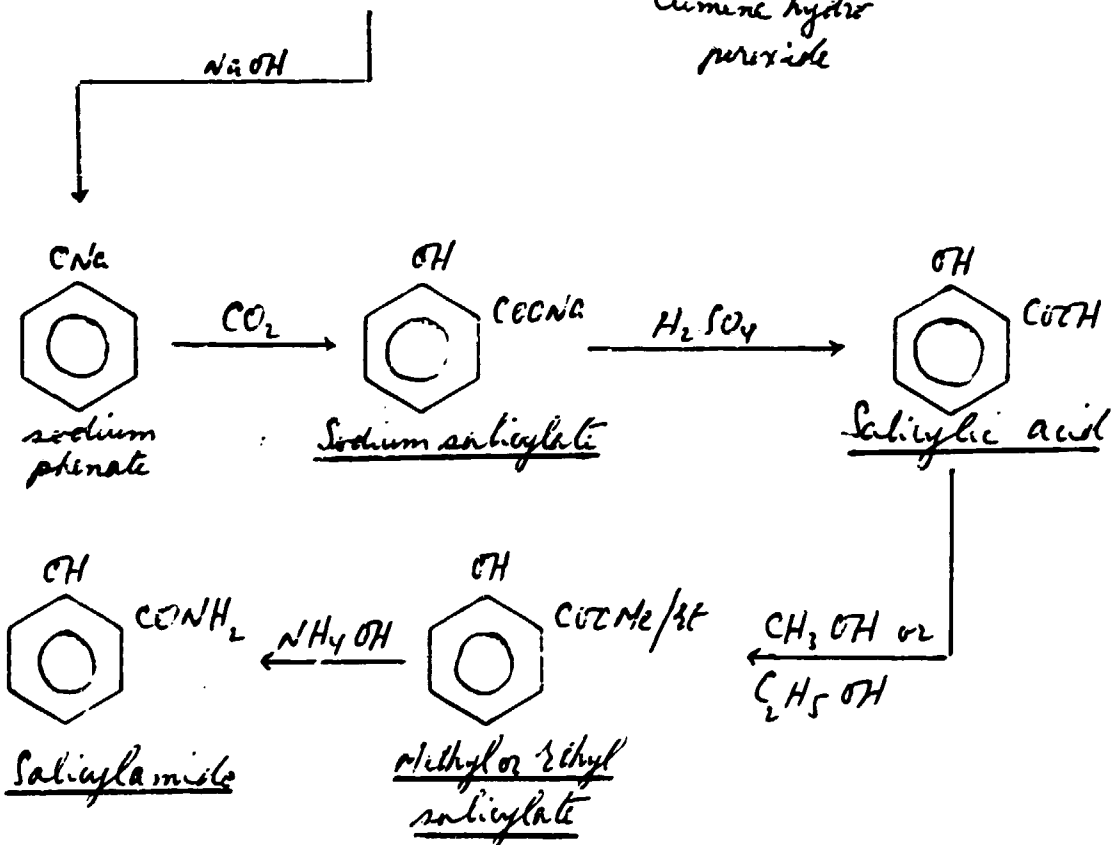 Cumene hydro
peroxide
NaOH
ONa
OH
OH
COONa
COOH
CO₂
H₂SO₄
sodium
phenate
Sodium salicylate
Salicylic acid
OH
OH
CONH₂
COOMe/Et
NH₄OH
CH₃OH or
C₂H₅OH
Salicylamide
Methyl or Ethyl
salicylate